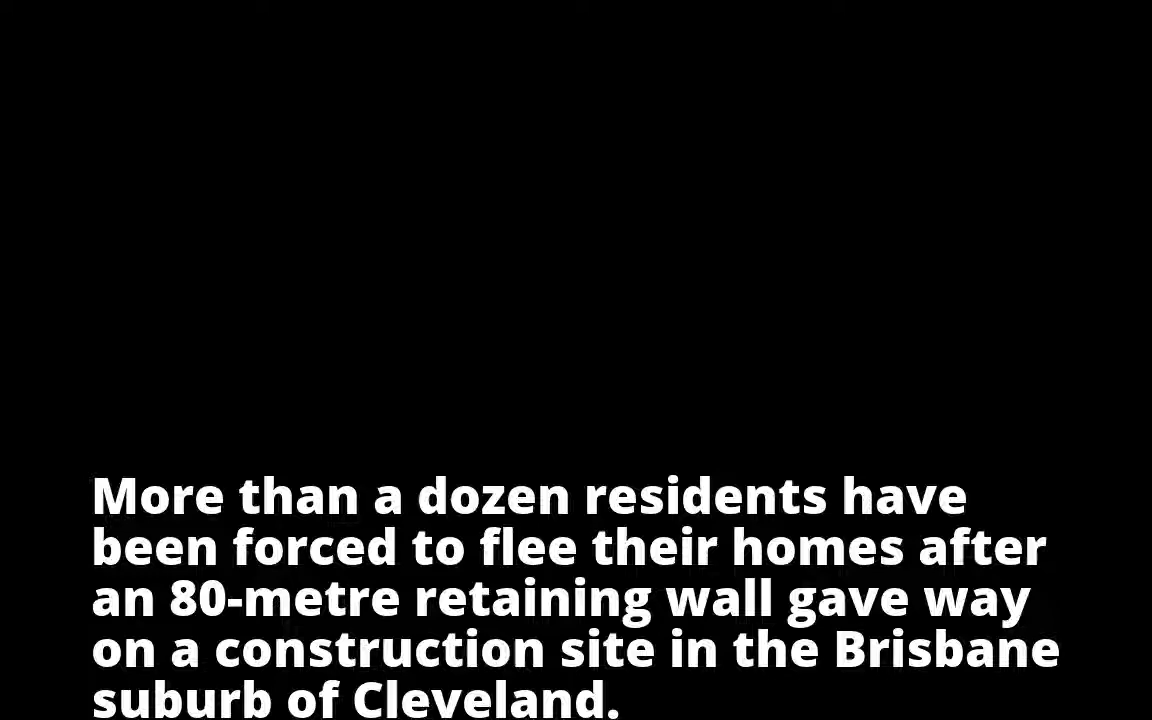 More than a dozen residents have
been forced to flee their homes after
an 80-metre retaining wall gave way
on a construction site in the Brisbane
suburb of Cleveland.